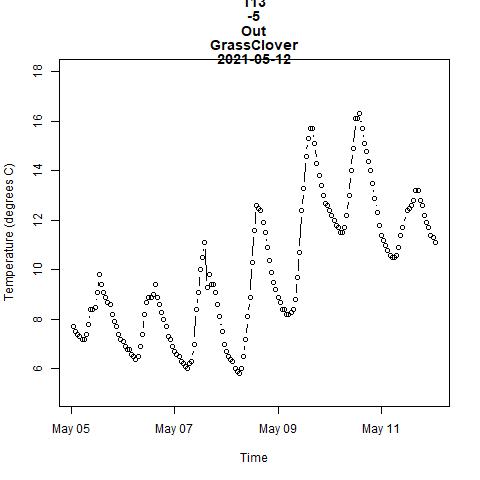 T13
-5
Out
GrassClover
2021-05-12
Temperature (degrees C)
18
16
14
12
10
8
6
May 05
May 07
May 09
May 11
Time